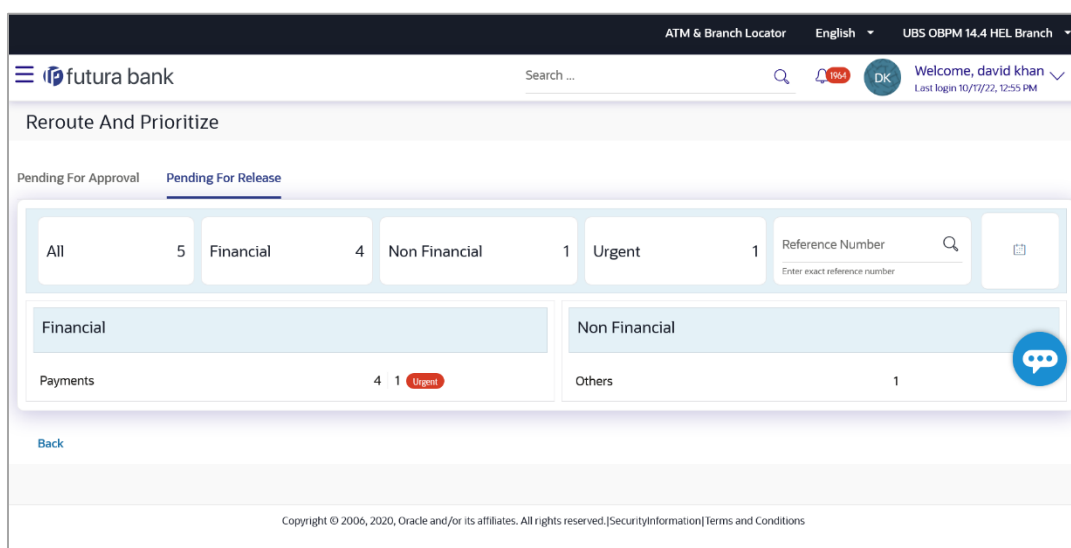 ATM & Branch Locator English UBS OBPM 14.4 HEL Branch
futura bank Search ... 1964 DK Welcome, david khan
Last login 10/17/22, 12:55 PM
Reroute And Prioritize
Pending For Approval Pending For Release
All 5 Financial 4 Non Financial 1 Urgent 1 Reference Number
Enter exact reference number
Financial Non Financial
Payments 4 1 Urgent Others 1
Back
Copyright © 2006, 2020, Oracle and/or its affiliates. All rights reserved.|SecurityInformation|Terms and Conditions